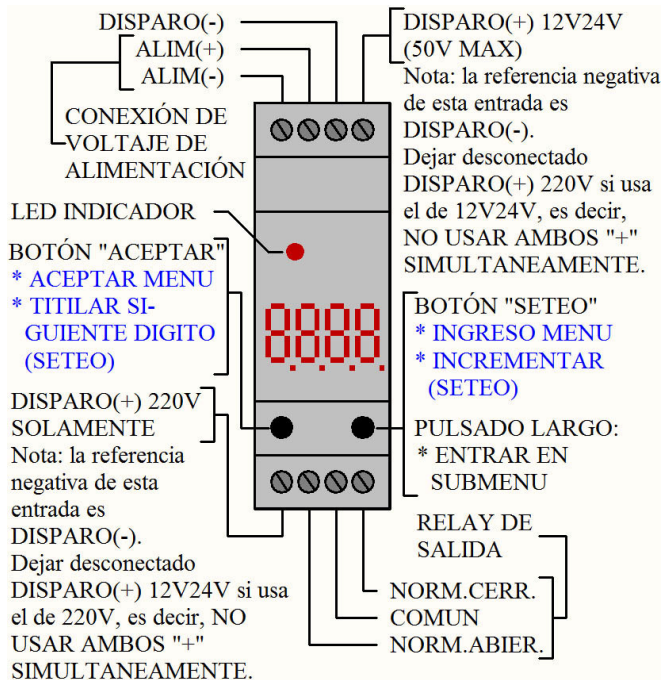 DISPARO(-)
ALIM(+)
ALIM(-)
CONEXIÓN DE
VOLTAJE DE
ALIMENTACIÓN
DISPARO(+) 12V24V
(50V MAX)
Nota: la referencia negativa
de esta entrada es
DISPARO(-).
Dejar desconectado
DISPARO(+) 220V si usa
el de 12V24V, es decir,
NO USAR AMBOS "+"
SIMULTANEAMENTE.
LED INDICADOR
BOTÓN "ACEPTAR"
* ACEPTAR MENU
* TITILAR SI-
GUIENTE DIGITO
(SETEO)
8.8.8.8.
BOTÓN "SETEO"
* INGRESO MENU
* INCREMENTAR
(SETEO)
PULSADO LARGO:
* ENTRAR EN
SUBMENU
DISPARO(+) 220V
SOLAMENTE
Nota: la referencia
negativa de esta
entrada es
DISPARO(-).
Dejar desconectado
DISPARO(+) 12V24V si usa
el de 220V, es decir, NO
USAR AMBOS "+"
SIMULTANEAMENTE.
RELAY DE
SALIDA
NORM.CERR.
COMUN
NORM.ABIER.